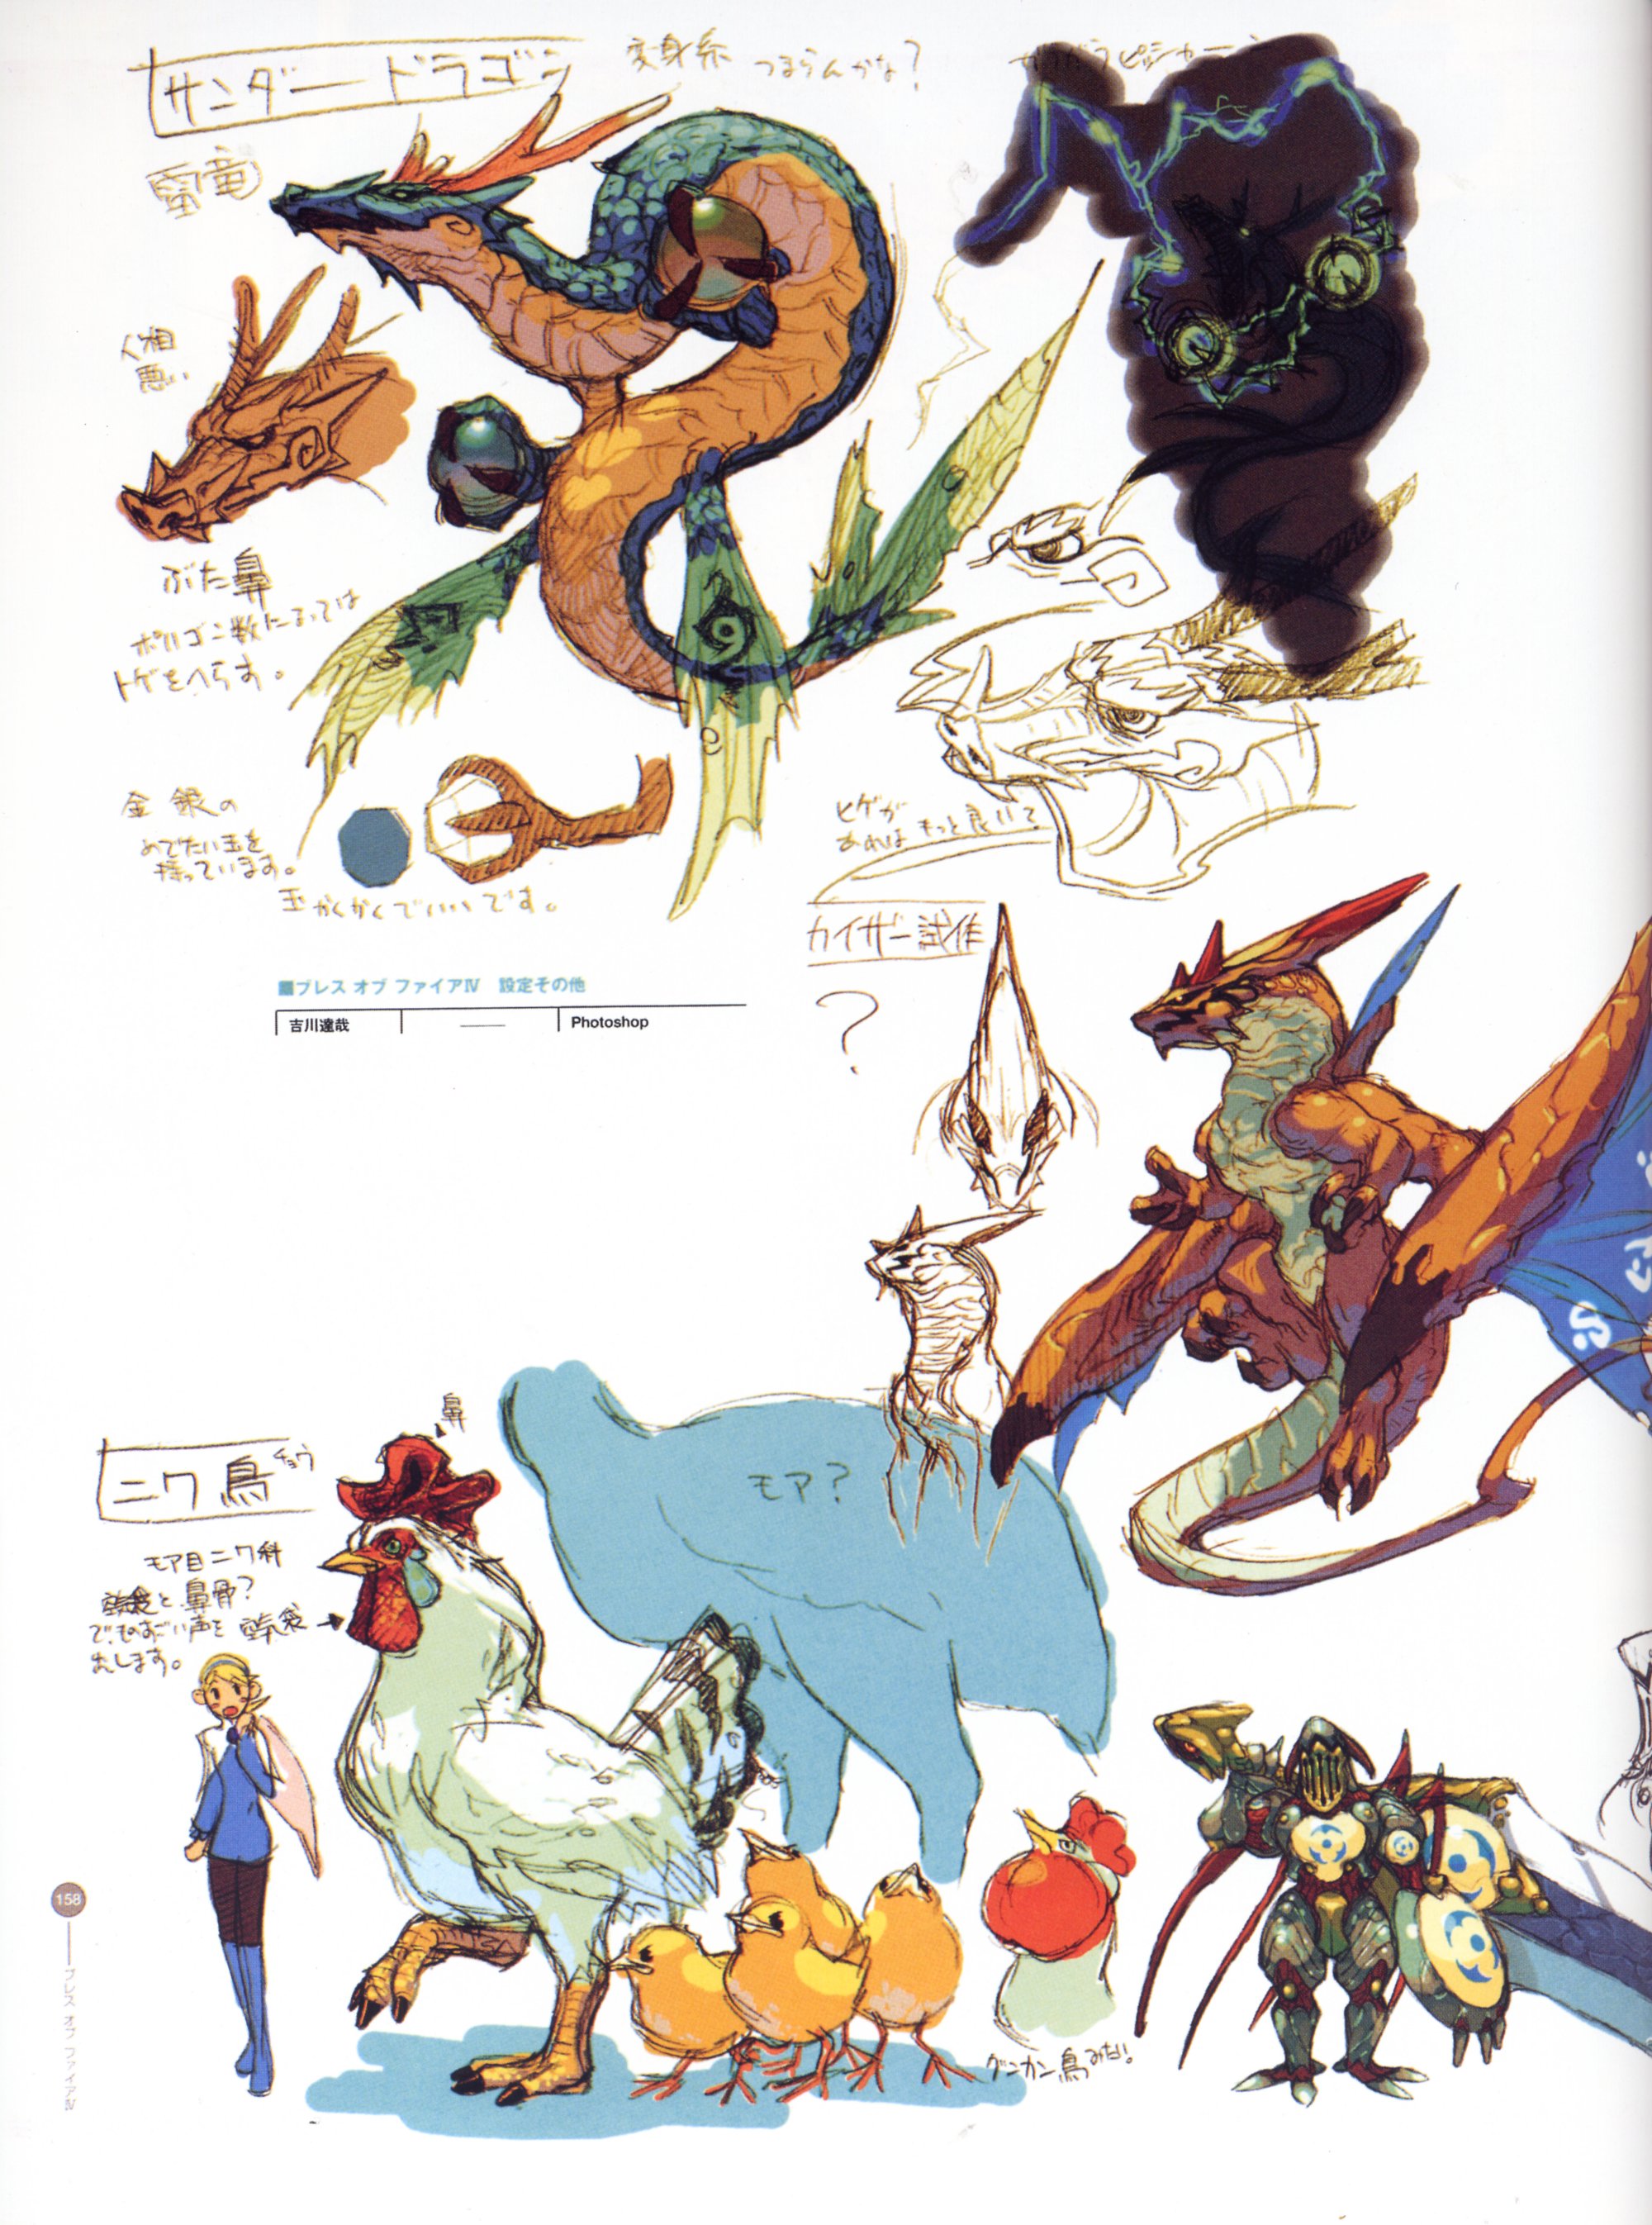 サンダードラゴン
変身系 つまらんかな?
雷竜
人相
悪い
ぶた鼻
ポリゴン数によっては
トゲをへらす。
金銀の
めでたい玉を
持っています。
玉かくかくでいいです。
ヒゲが
あればもっと良い?
カイザー試作
?
■ブレス オブ ファイアⅣ 設定その他
吉川達哉
Photoshop
鼻
ニワ鳥 チョウ
モア?
モア目ニワ科
と鼻骨?
でものすごい声を
出します。
グンカン鳥みたい。
158
ブレス オブ ファイアⅣ